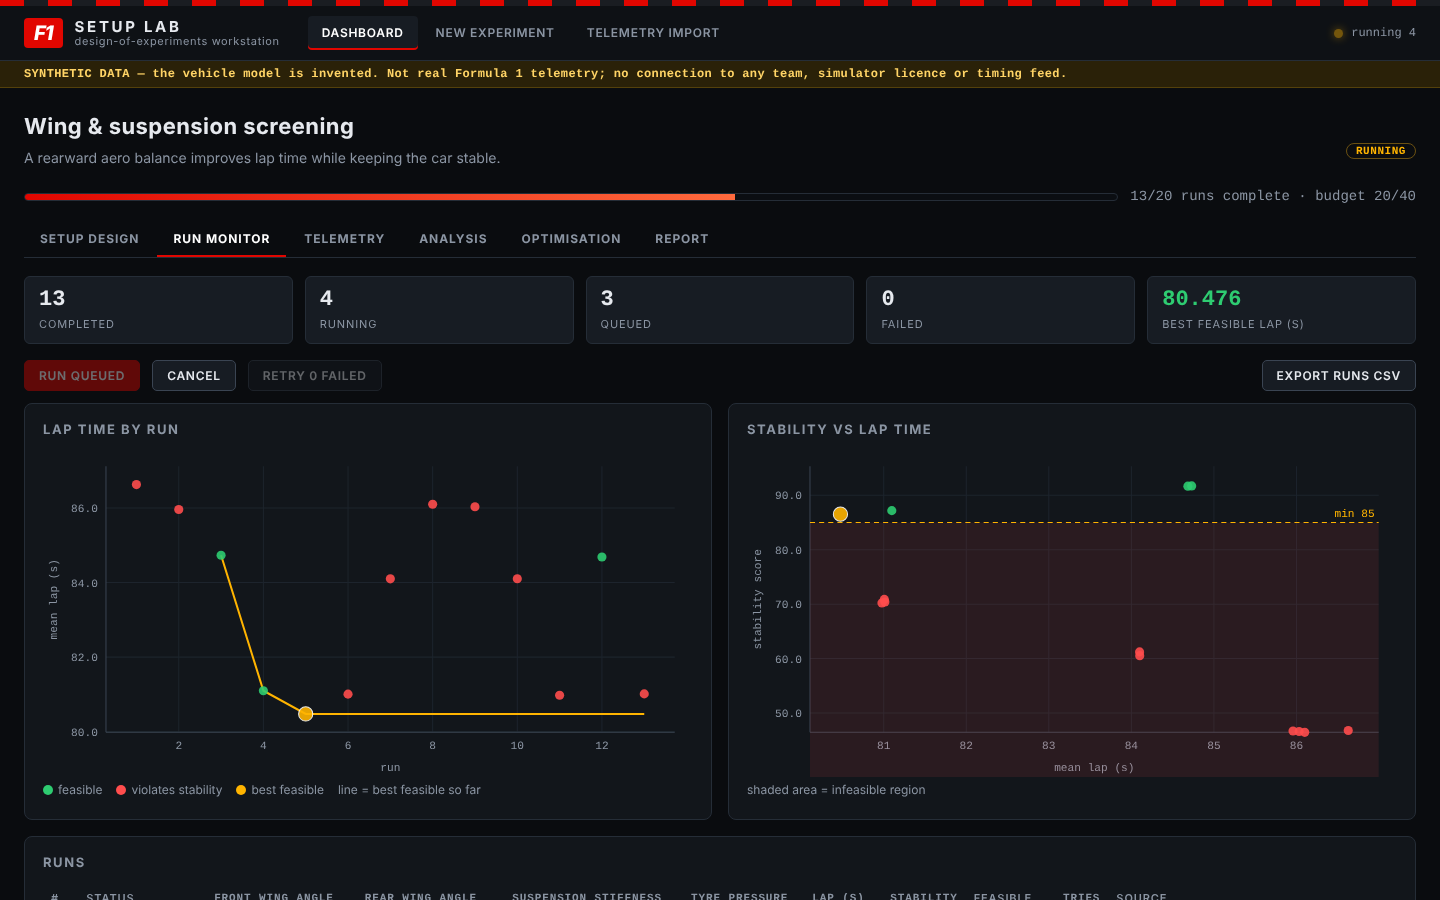 F1
SETUP LAB
design-of-experiments workstation
DASHBOARD
NEW EXPERIMENT
TELEMETRY IMPORT
running 4
SYNTHETIC DATA — the vehicle model is invented. Not real Formula 1 telemetry; no connection to any team, simulator licence or timing feed.
Wing & suspension screening
A rearward aero balance improves lap time while keeping the car stable.
RUNNING
13/20 runs complete · budget 20/40
SETUP DESIGN
RUN MONITOR
TELEMETRY
ANALYSIS
OPTIMISATION
REPORT
13
COMPLETED
4
RUNNING
3
QUEUED
0
FAILED
80.476
BEST FEASIBLE LAP (S)
RUN QUEUED
CANCEL
RETRY 0 FAILED
EXPORT RUNS CSV
LAP TIME BY RUN
86.0
84.0
82.0
80.0
mean lap (s)
2 4 6 8 10 12
run
feasible
violates stability
best feasible
line = best feasible so far
STABILITY VS LAP TIME
90.0
80.0
70.0
60.0
50.0
stability score
min 85
81 82 83 84 85 86
mean lap (s)
shaded area = infeasible region
RUNS
# STATUS FRONT WING ANGLE REAR WING ANGLE SUSPENSION STIFFNESS TYRE PRESSURE LAP (S) STABILITY FEASIBLE TRIES SOURCE